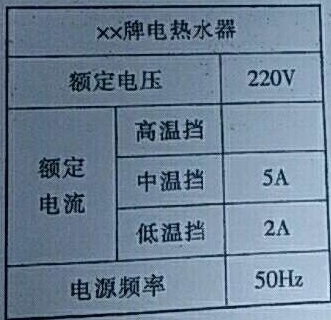 ××牌电热水器
额定电压 220V
额定电流 高温挡
中温挡 5A
低温挡 2A
电源频率 50Hz